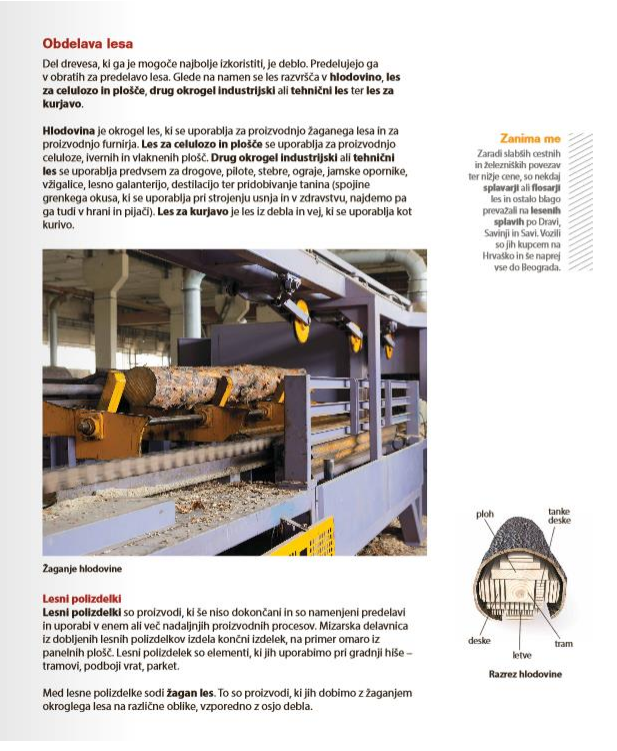 Obdelava lesa
Del drevesa, ki ga je mogoče najbolje izkoristiti, je deblo. Predelujejo ga
v obratih za predelavo lesa. Glede na namen se les razvršča v hlodovino, les
za celulozo in plošče, drug okrogel industrijski ali tehnični les ter les za
kurjavo.
Hlodovina je okrogel les, ki se uporablja za proizvodnjo žaganega lesa in za
proizvodnjo furnirja. Les za celulozo in plošče se uporablja za proizvodnjo
celuloze, ivernih in vlaknenih plošč. Drug okrogel industrijski ali tehnični
les se uporablja predvsem za drogove, pilote, stebre, ograje, jamske opornike,
vžigalice, lesno galanterijo, destilacijo ter pridobivanje tanina (spojine
grenkega okusa, ki se uporablja pri strojenju usnja in v zdravstvu, najdemo pa
ga tudi v hrani in pijači). Les za kurjavo je les iz debla in vej, ki se uporablja kot
kurivo.
Zanima me
Zaradi slabših cestnih
in železniških povezav
ter nižje cene, so nekdaj
splavarji ali flosarji
les in ostalo blago
prevažali na lesenih
splavih po Dravi,
Savinji in Savi. Vozili
so jih kupcem na
Hrvaško in še naprej
vse do Beograda.
Žaganje hlodovine
Lesni polizdelki
Lesni polizdelki so proizvodi, ki še niso dokončani in so namenjeni predelavi
in uporabi v enem ali več nadaljnjih proizvodnih procesov. Mizarska delavnica
iz dobljenih lesnih polizdelkov izdela končni izdelek, na primer omaro iz
panelnih plošč. Lesni polizdelek so elementi, ki jih uporabimo pri gradnji hiše –
tramovi, podboji vrat, parket.
Med lesne polizdelke sodi žagan les. To so proizvodi, ki jih dobimo z žaganjem
okroglega lesa na različne oblike, vzporedno z osjo debla.
ploh
tanke
deske
deske
letve
tram
Razrez hlodovine